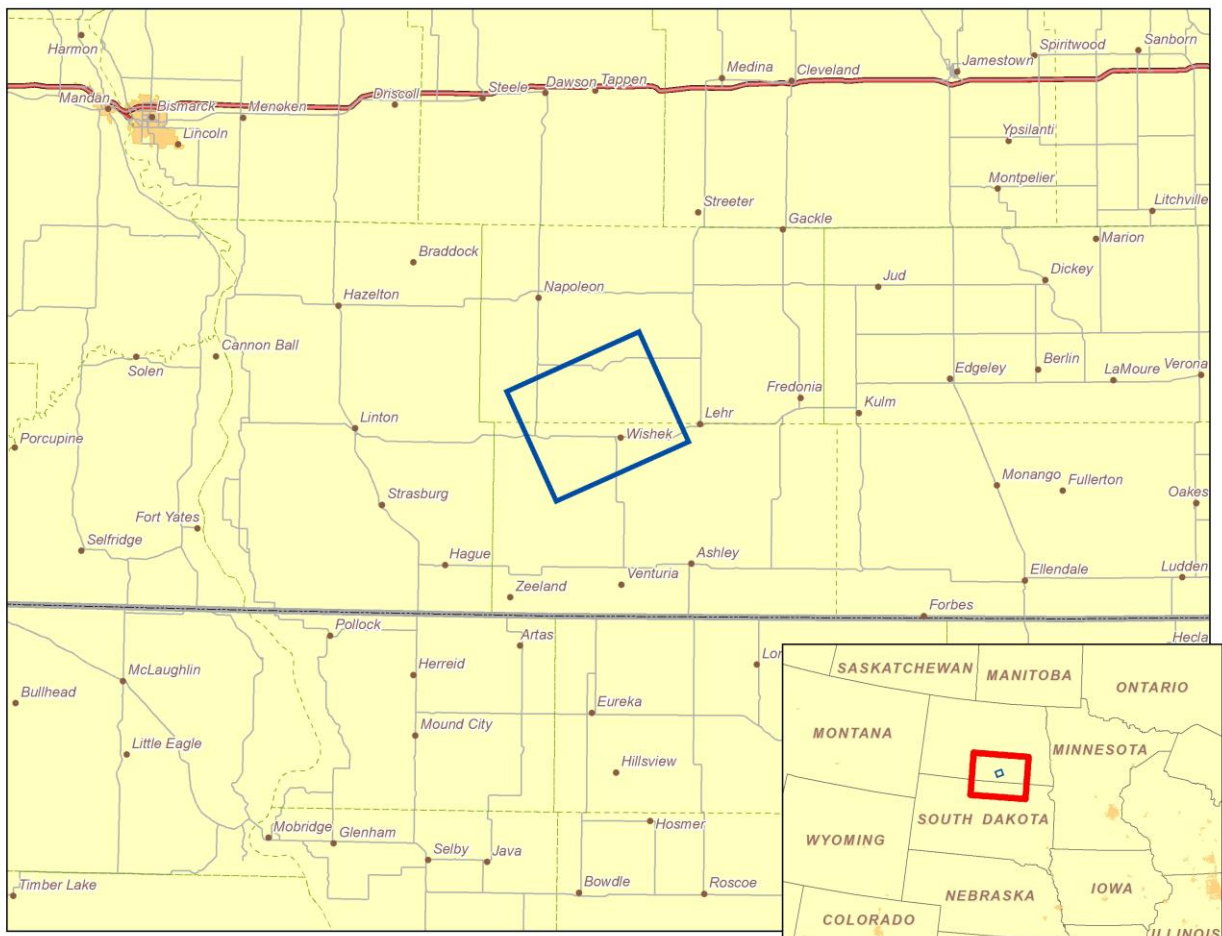 Harmon
Medina
Cleveland
Jamestown
Spiritwood
Sanborn
Mandan
Bismarck
Menoken
Driscoll
Steele
Dawson
Tappen
Lincoln
Ypsilanti
Montpelier
Streeter
Litchville
Gackle
Marion
Braddock
Napoleon
Jud
Dickey
Hazelton
Cannon Ball
Solen
Edgeley
Berlin
LaMoure
Verona
Fredonia
Kulm
Lehr
Linton
Wishek
Porcupine
Strasburg
Monango
Fullerton
Oakes
Fort Yates
Selfridge
Hague
Zeeland
Venturia
Ashley
Ellendale
Ludden
Forbes
Pollock
Artas
Hecla
McLaughlin
Herreid
Lor
Bullhead
Eureka
Mound City
Little Eagle
Hillsview
Mobridge
Glenham
Hosmer
Selby
Java
Timber Lake
Bowdle
Roscoe
SASKATCHEWAN
MANITOBA
ONTARIO
MONTANA
MINNESOTA
SOUTH DAKOTA
WYOMING
NEBRASKA
IOWA
COLORADO
ILLINOIS